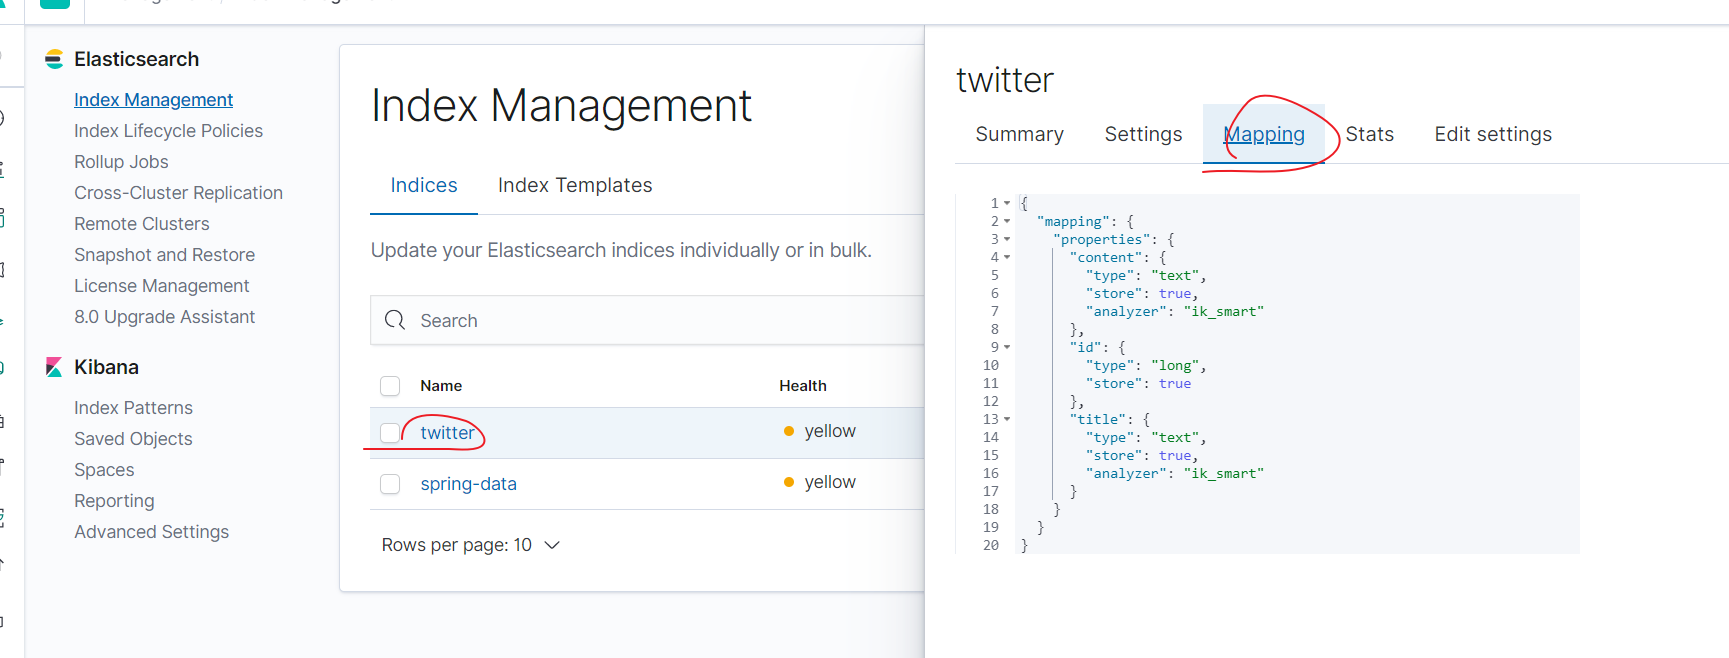 Elasticsearch
Index Management
Index Lifecycle Policies
Rollup Jobs
Cross-Cluster Replication
Remote Clusters
Snapshot and Restore
License Management
8.0 Upgrade Assistant
Kibana
Index Patterns
Saved Objects
Spaces
Reporting
Advanced Settings
Index Management
Indices Index Templates
Update your Elasticsearch indices individually or in bulk.
Search
Name Health
twitter yellow
spring-data yellow
Rows per page: 10
twitter
Summary Settings Mapping Stats Edit settings
1 {
2 "mapping": {
3 "properties": {
4 "content": {
5 "type": "text",
6 "store": true,
7 "analyzer": "ik_smart"
8 },
9 "id": {
10 "type": "long",
11 "store": true
12 },
13 "title": {
14 "type": "text",
15 "store": true,
16 "analyzer": "ik_smart"
17 }
18 }
19 }
20 }